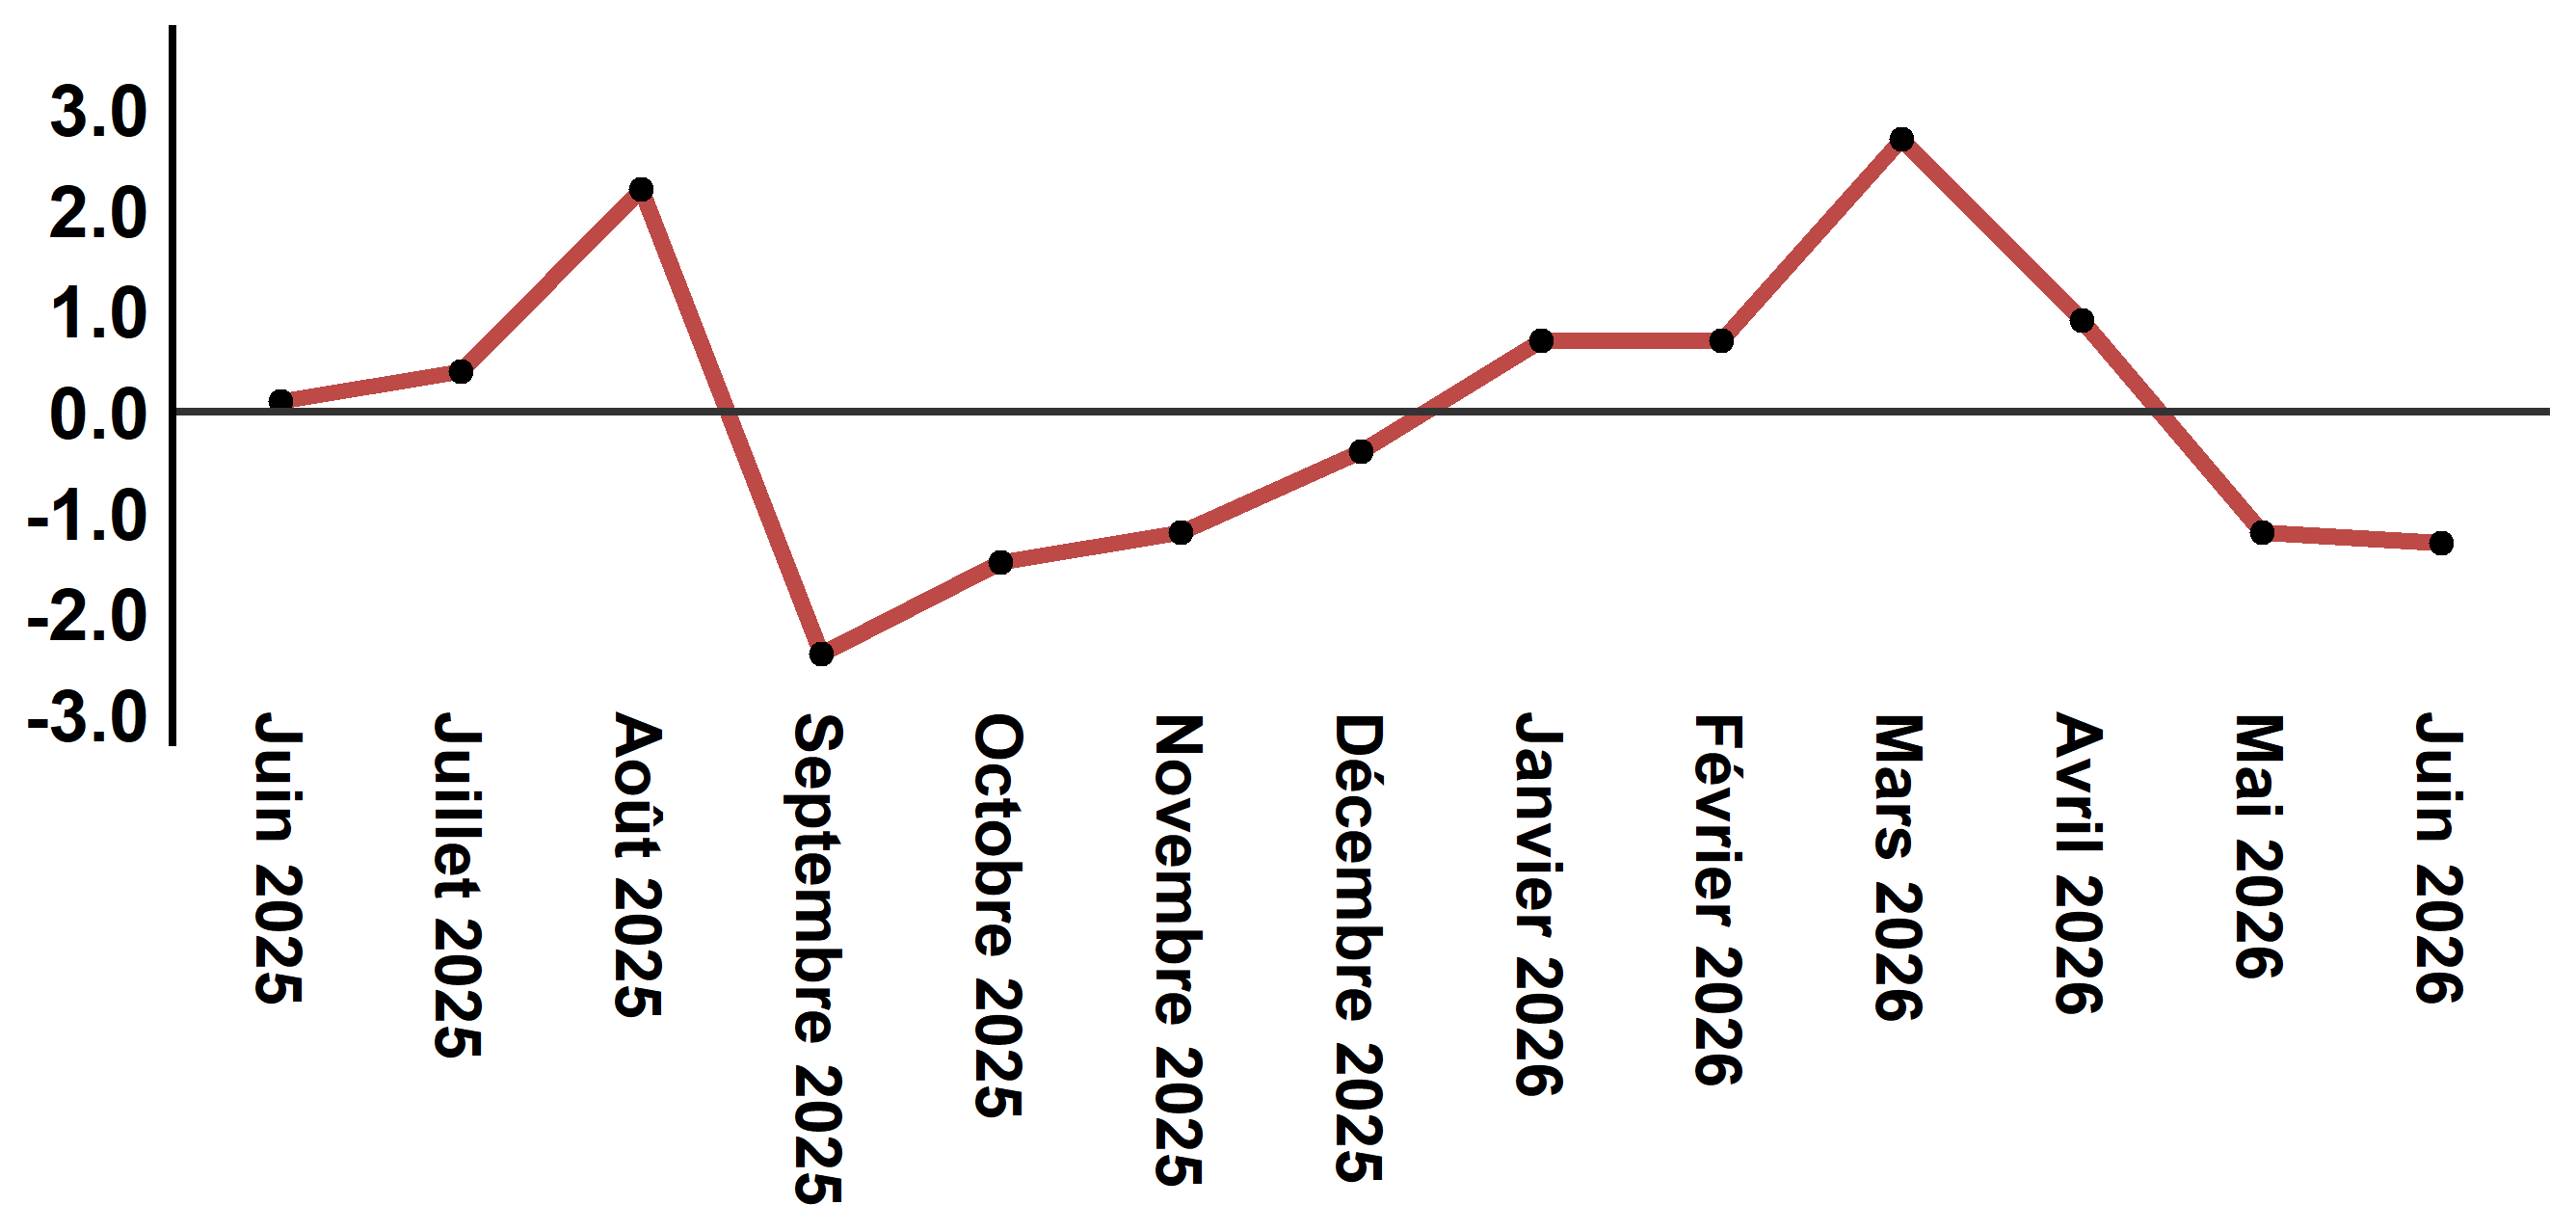 3.0
2.0
1.0
0.0
-1.0
-2.0
-3.0
Juin 2025
Juillet 2025
Août 2025
Septembre 2025
Octobre 2025
Novembre 2025
Décembre 2025
Janvier 2026
Février 2026
Mars 2026
Avril 2026
Mai 2026
Juin 2026